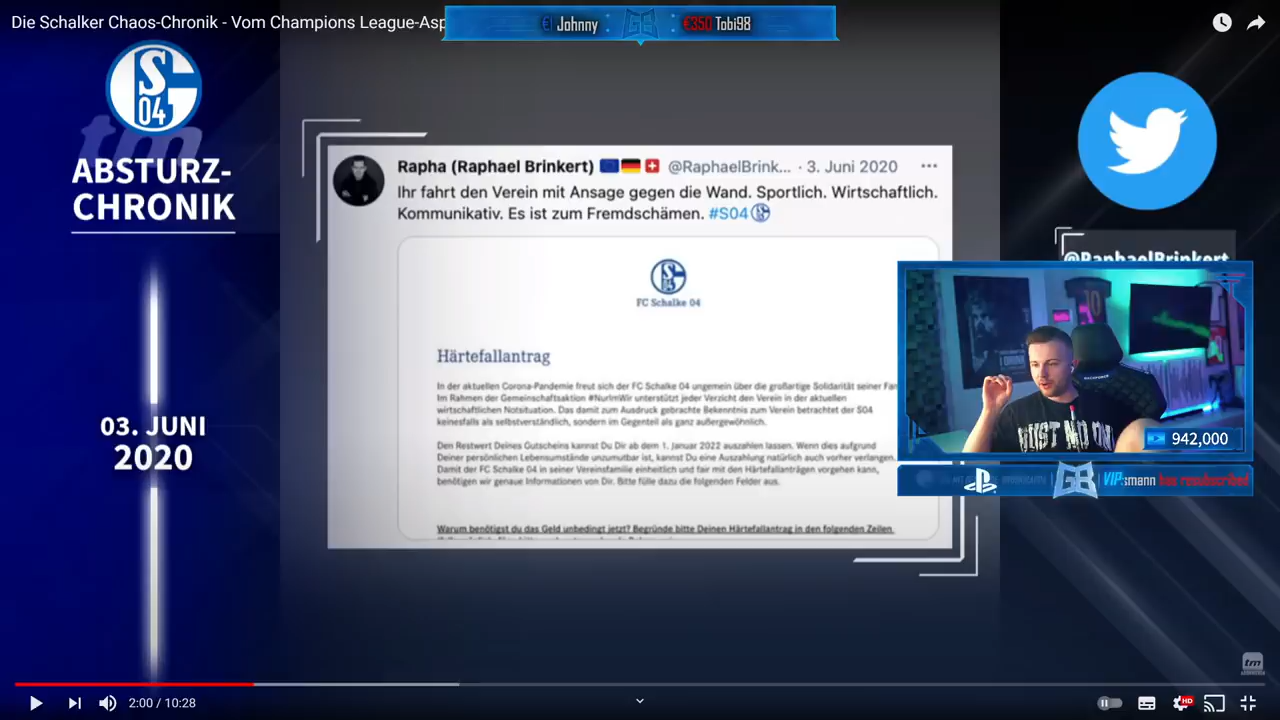 Die Schalker Chaos-Chronik - Vom Champions League-Asp
Johnny
€350 Tobi98
S 04
tm
ABSTURZ-
CHRONIK
03. JUNI
2020
Rapha (Raphael Brinkert) @RaphaelBrink... · 3. Juni 2020
Ihr fahrt den Verein mit Ansage gegen die Wand. Sportlich. Wirtschaftlich.
Kommunikativ. Es ist zum Fremdschämen. #S04
FC Schalke 04
Härtefallantrag
In der aktuellen Corona-Pandemie freut sich der FC Schalke 04 ungemein über die großartige Solidarität seiner Fan
Im Rahmen der Gemeinschaftsaktion #NurImWir unterstützt jeder Verzicht den Verein in der aktuellen
wirtschaftlichen Notsituation. Das damit zum Ausdruck gebrachte Bekenntnis zum Verein betrachtet der S04
keinesfalls als selbstverständlich, sondern im Gegenteil als ganz außergewöhnlich.
Den Restwert Deines Gutscheins kannst Du Dir ab dem 1. Januar 2022 auszahlen lassen. Wenn dies aufgrund
Deiner persönlichen Lebensumstände unzumutbar ist, kannst Du eine Auszahlung natürlich auch vorher verlangen.
Damit der FC Schalke 04 in seiner Vereinsfamilie einheitlich und fair mit den Härtefallanträgen vorgehen kann,
benötigen wir genaue Informationen von Dir. Bitte fülle dazu die folgenden Felder aus.
Warum benötigst du das Geld unbedingt jetzt? Begründe bitte Deinen Härtefallantrag in den folgenden Zeilen
@RaphaelBrinkert
942,000
GB
VIP:smann has resubscribed
tm
2:00 / 10:28
HD